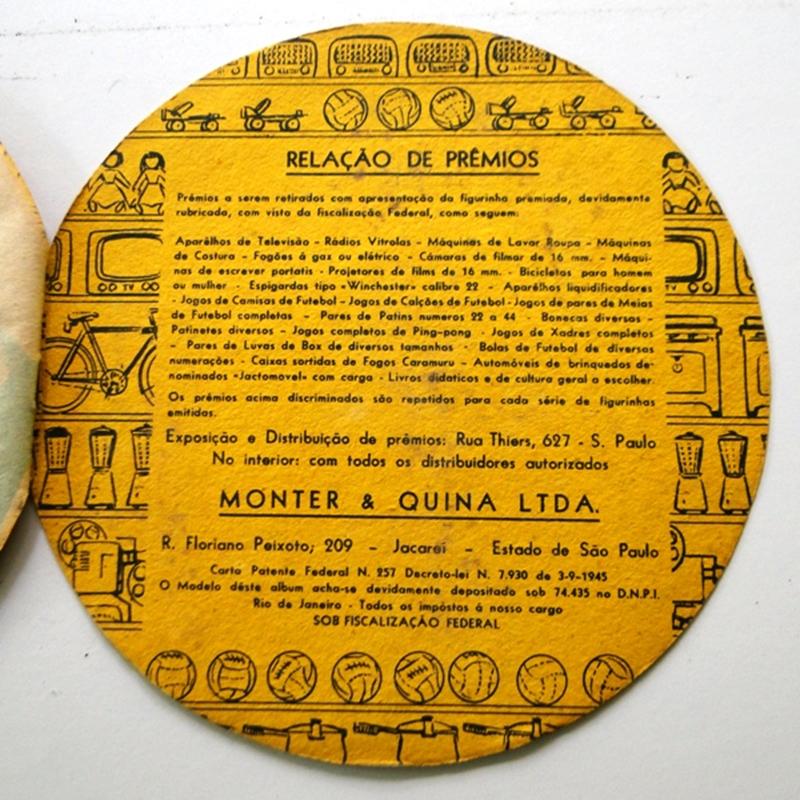 RELAÇÃO DE PRÊMIOS
Prêmios a serem retirados com apresentação da figurinha premiada, devidamente
rubricada, com visto da fiscalização Federal, como seguem:
Aparêlhos de Televisão - Rádios Vitrolas - Máquinas de Lavar Roupa - Máquinas
de Costura - Fogões á gaz ou elétrico - Câmaras de filmar de 16 mm. - Máqui-
nas de escrever portatis - Projetores de films de 16 mm. - Bicicletas para homem
ou mulher - Espigardas tipo «Winchester» calibre 22 - Aparêlhos liquidificadores
- Jogos de Camisas de Futebol - Jogos de Calções de Futebol - Jogos de pares de Meias
de Futebol completas - Pares de Patins numeros 22 a 44 - Bonecas diversos -
Patinetes diversos - Jogos completos de Ping-pong - Jogos de Xadres completos
- Pares de Luvas de Box de diversos tamanhos - Bolas de Futebol de diversas
numerações - Caixas sortidas de Fogos Caramuru - Automóveis de brinquedos de-
nominados «Jactomovel» com carga - Livros didaticos e de cultura geral a escolher.
Os prêmios acima discriminados são repetidos para cada série de figurinhas
emitidas.
Exposição e Distribuição de prêmios: Rua Thiers, 627 - S. Paulo
No interior: com todos os distribuidores autorizados
MONTER & QUINA LTDA.
R. Floriano Peixoto, 209 - Jacareí - Estado de São Paulo
Carta Patente Federal N. 257 Decreto-lei N. 7.930 de 3-9-1945
O Modelo dêste album acha-se devidamente depositado sob 74.435 no D.N.P.I.
Rio de Janeiro - Todos os impóstos á nosso cargo
SOB FISCALIZAÇÃO FEDERAL